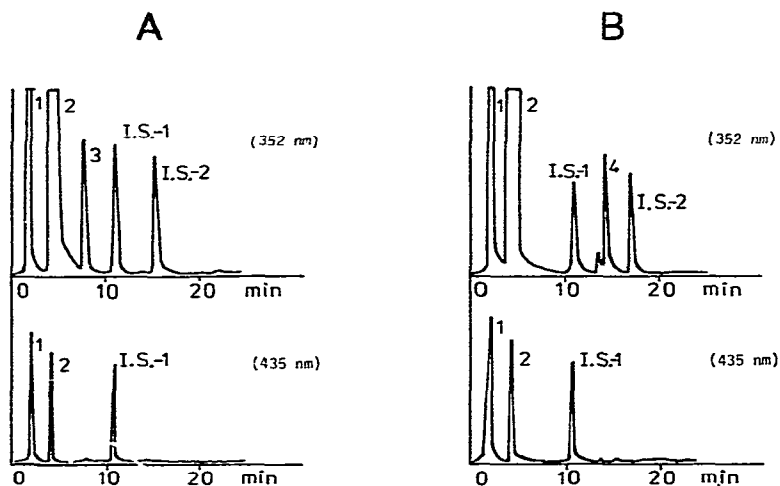 A
1
2
3
I.S.-1
I.S.-2
(352 nm)
0 10 20 min
1
2
I.S.-1
(435 nm)
0 10 20 min
B
1
2
I.S.-1
4
I.S.-2
(352 nm)
0 10 20 min
1
2
I.S.-1
(435 nm)
0 10 20 min